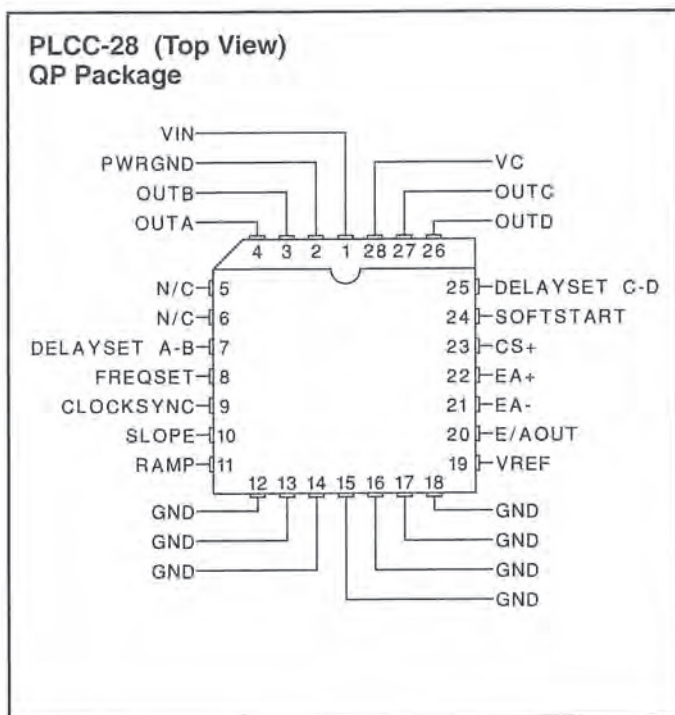 PLCC-28 (Top View)
QP Package
VIN
PWRGND
OUTB
OUTA
VC
OUTC
OUTD
4 3 2 1 28 27 26
N/C 5
N/C 6
DELAYSET A-B 7
FREQSET 8
CLOCKSYNC 9
SLOPE 10
RAMP 11
25 DELAYSET C-D
24 SOFTSTART
23 CS+
22 EA+
21 EA-
20 E/AOUT
19 VREF
12 13 14 15 16 17 18
GND
GND
GND
GND
GND
GND
GND